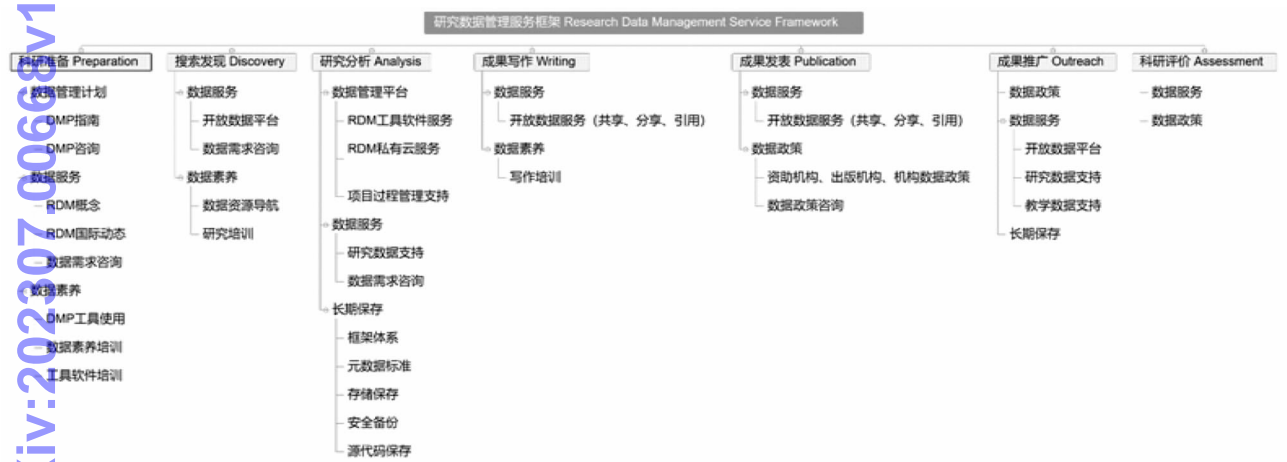 研究数据管理服务框架 Research Data Management Service Framework
科研准备 Preparation
数据管理计划
DMP指南
DMP咨询
数据服务
RDM概念
RDM国际动态
数据需求咨询
数据素养
DMP工具使用
数据素养培训
工具软件培训
搜索发现 Discovery
数据服务
开放数据平台
数据需求咨询
数据素养
数据资源导航
研究培训
研究分析 Analysis
数据管理平台
RDM工具软件服务
RDM私有云服务
项目过程管理支持
数据服务
研究数据支持
数据需求咨询
长期保存
框架体系
元数据标准
存储保存
安全备份
源代码保存
成果写作 Writing
数据服务
开放数据服务（共享、分享、引用）
数据素养
写作培训
成果发表 Publication
数据服务
开放数据服务（共享、分享、引用）
数据政策
资助机构、出版机构、机构数据政策
数据政策咨询
成果推广 Outreach
数据政策
数据服务
开放数据平台
研究数据支持
教学数据支持
长期保存
科研评价 Assessment
数据服务
数据政策
iv:202307.00668v1